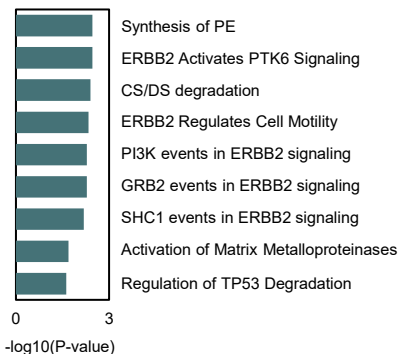 Synthesis of PE
ERBB2 Activates PTK6 Signaling
CS/DS degradation
ERBB2 Regulates Cell Motility
PI3K events in ERBB2 signaling
GRB2 events in ERBB2 signaling
SHC1 events in ERBB2 signaling
Activation of Matrix Metalloproteinases
Regulation of TP53 Degradation
0 3
-log10(P-value)